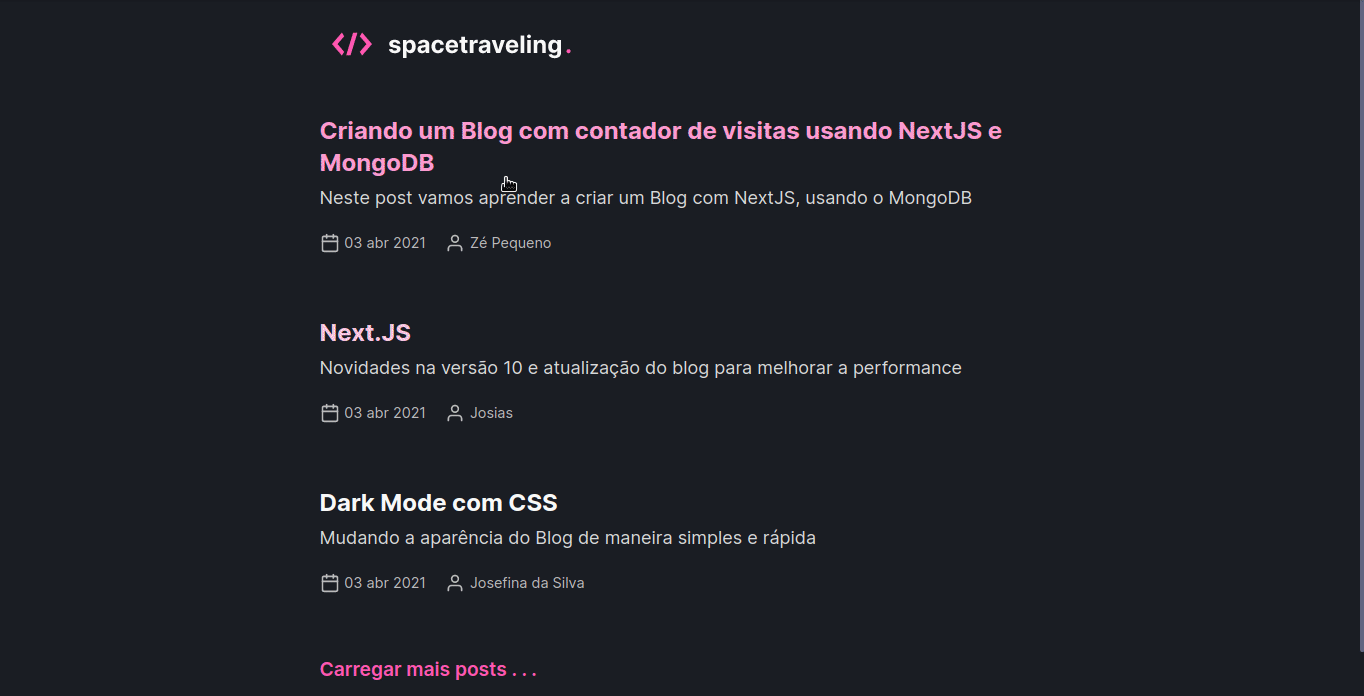 </> spacetraveling.
Criando um Blog com contador de visitas usando NextJS e
MongoDB
Neste post vamos aprender a criar um Blog com NextJS, usando o MongoDB
03 abr 2021 Zé Pequeno
Next.JS
Novidades na versão 10 e atualização do blog para melhorar a performance
03 abr 2021 Josias
Dark Mode com CSS
Mudando a aparência do Blog de maneira simples e rápida
03 abr 2021 Josefina da Silva
Carregar mais posts . . .